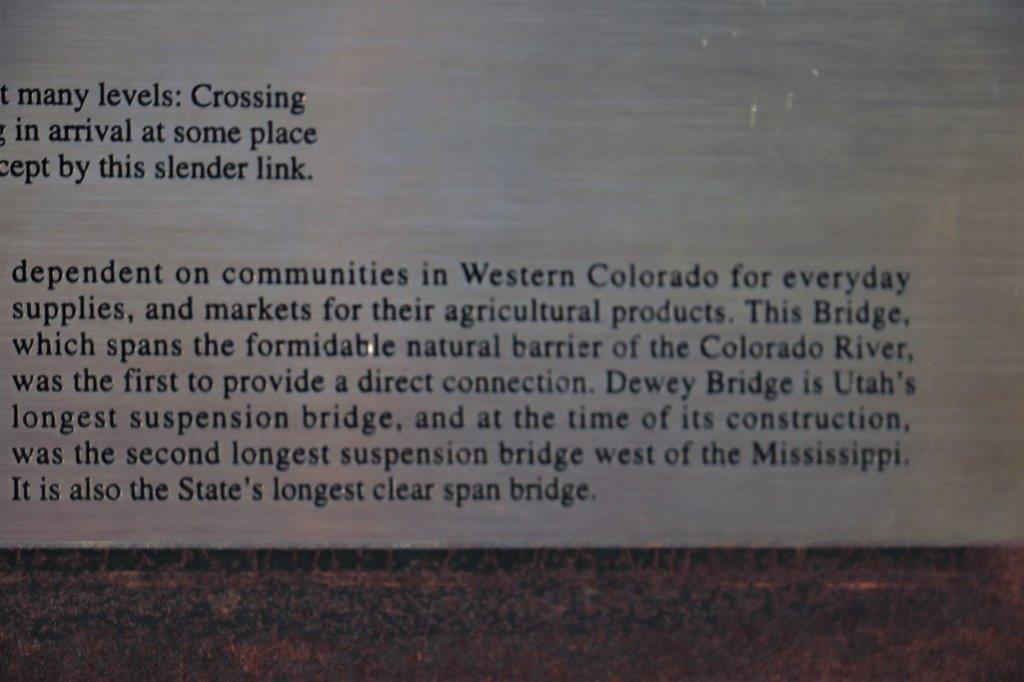 t many levels: Crossing
g in arrival at some place
cept by this slender link.
dependent on communities in Western Colorado for everyday
supplies, and markets for their agricultural products. This Bridge,
which spans the formidable natural barrier of the Colorado River,
was the first to provide a direct connection. Dewey Bridge is Utah's
longest suspension bridge, and at the time of its construction,
was the second longest suspension bridge west of the Mississippi.
It is also the State's longest clear span bridge.